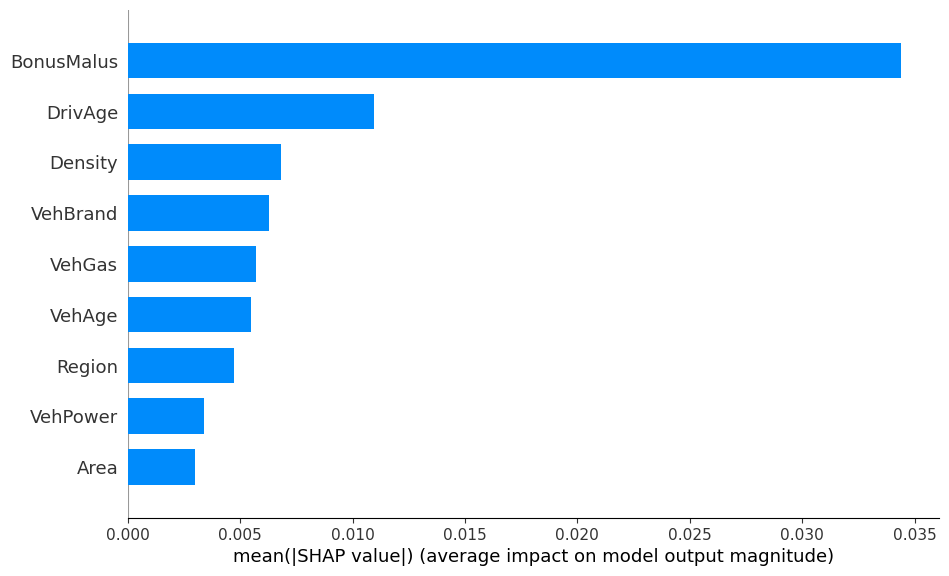 BonusMalus
DrivAge
Density
VehBrand
VehGas
VehAge
Region
VehPower
Area
0.000 0.005 0.010 0.015 0.020 0.025 0.030 0.035
mean(|SHAP value|) (average impact on model output magnitude)